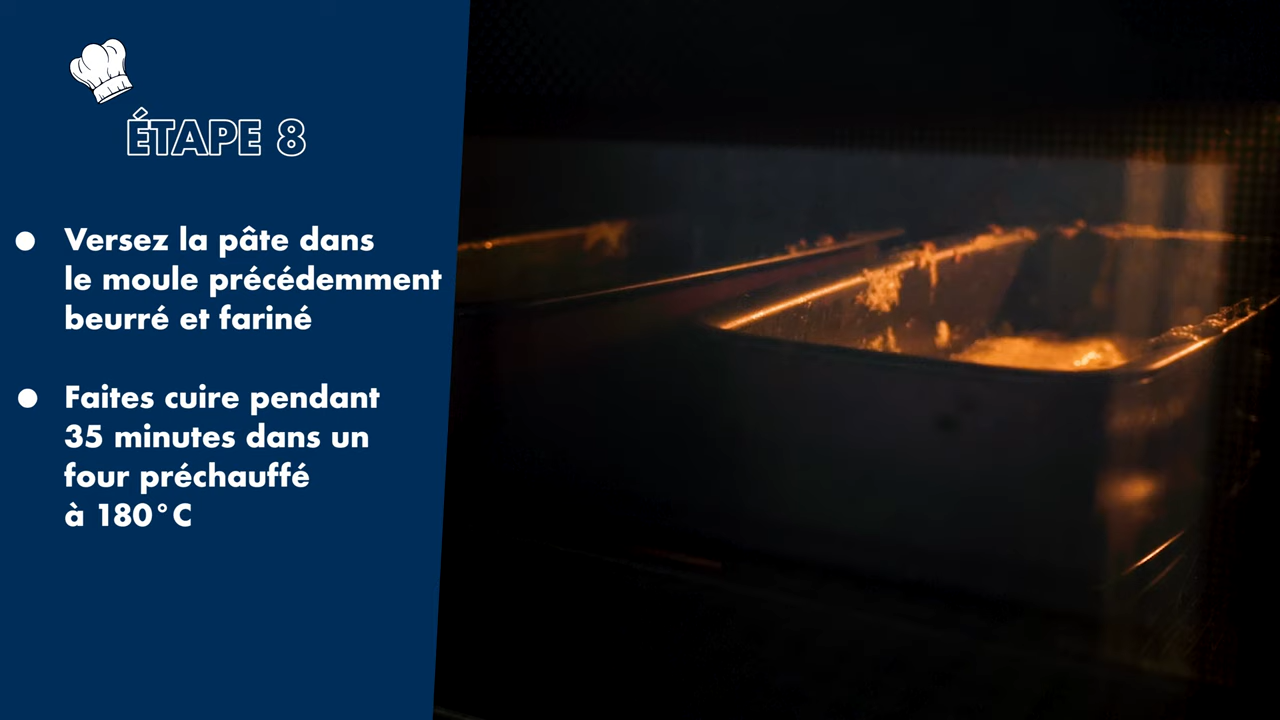 ÉTAPE 8
● Versez la pâte dans
le moule précédemment
beurré et fariné
● Faites cuire pendant
35 minutes dans un
four préchauffé
à 180°C